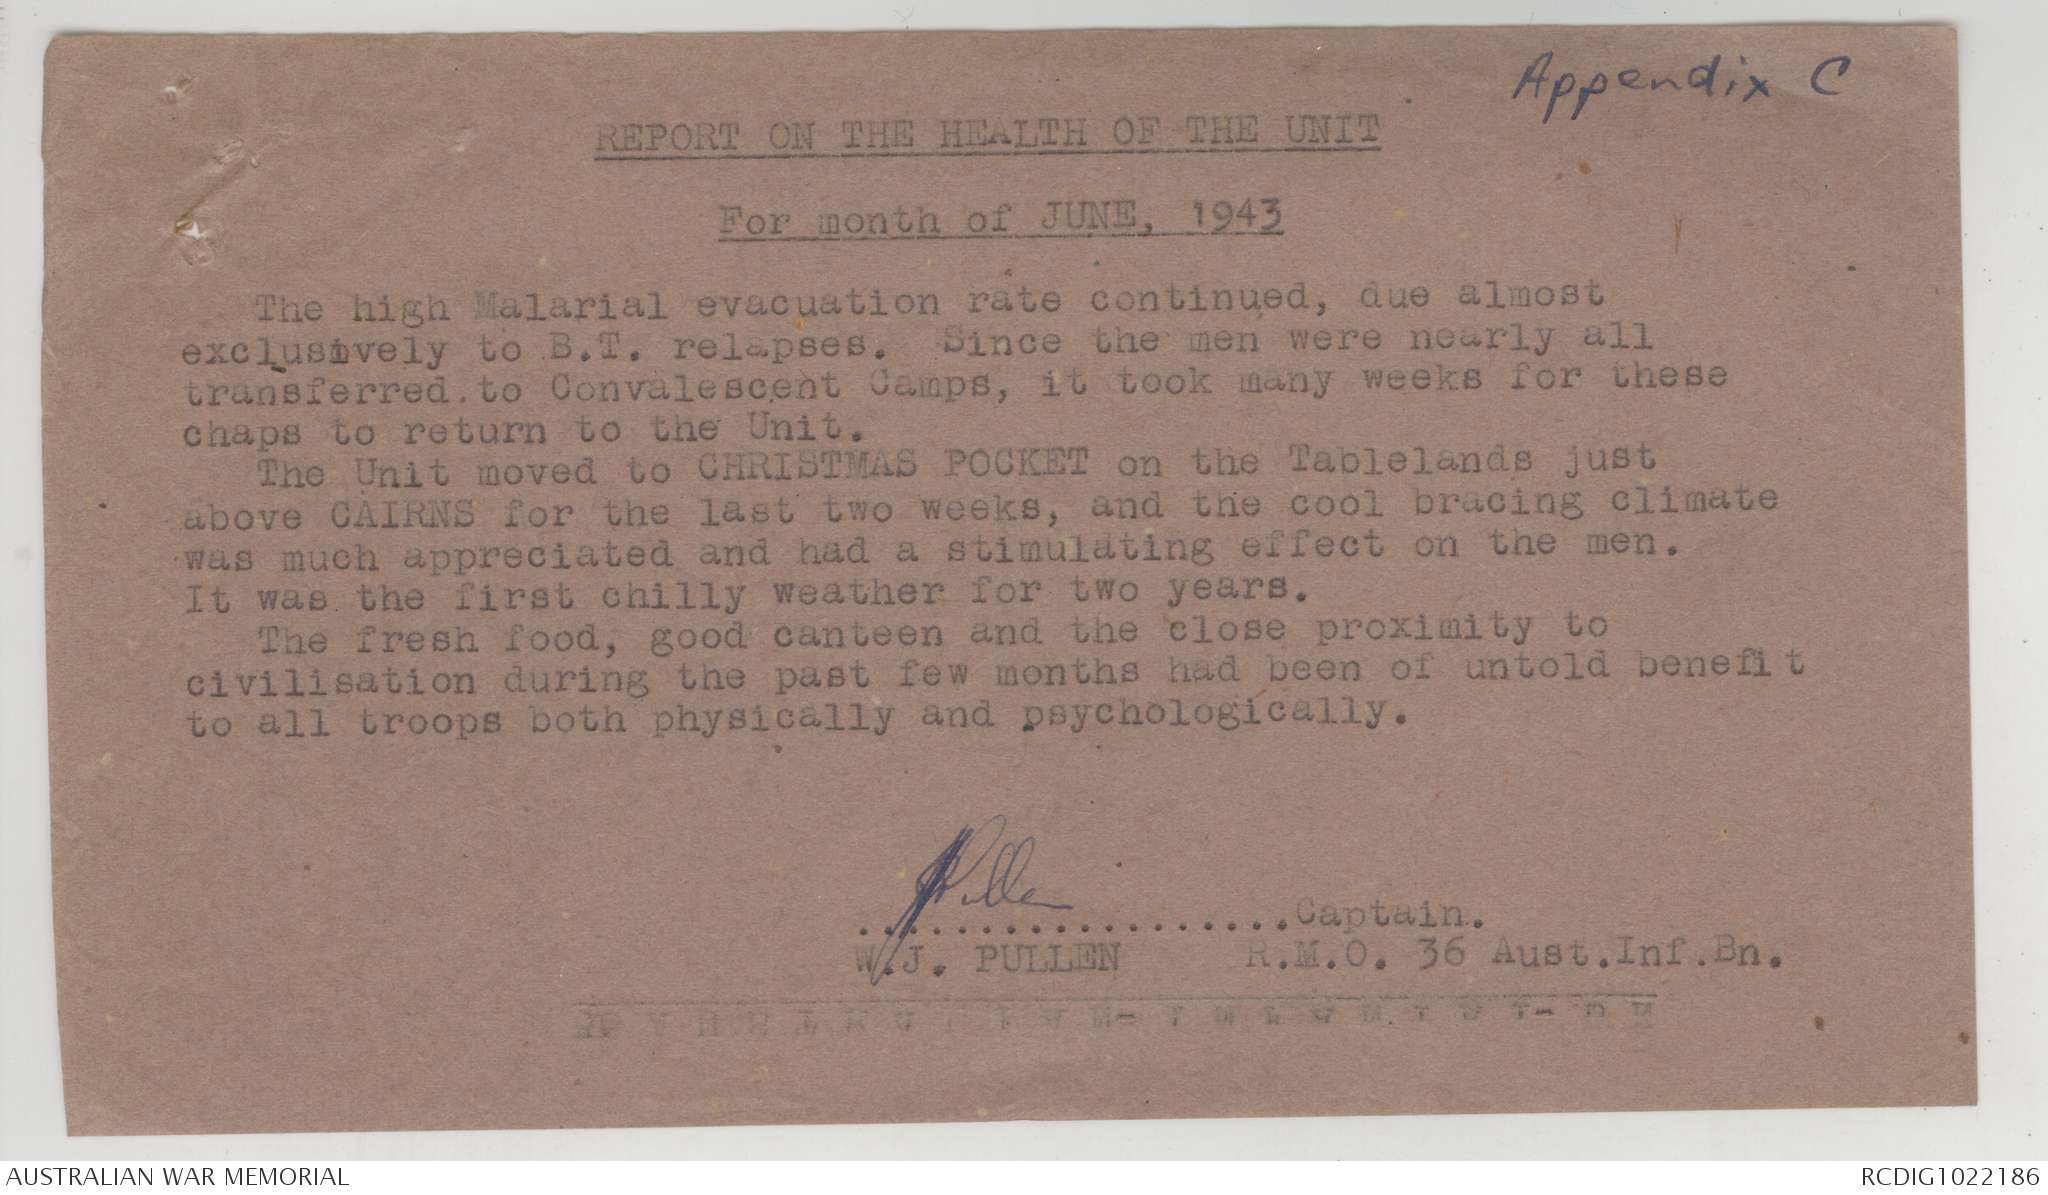 Appendix C
REPORT ON THE HEALTH OF THE UNIT
For month of JUNE, 1943
The high Malarial evacuation rate continued, due almost
exclusively to B.T. relapses. Since the men were nearly all
transferred to Convalescent Camps, it took many weeks for these
chaps to return to the Unit.
The Unit moved to CHRISTMAS POCKET on the Tablelands just
above CAIRNS for the last two weeks, and the cool bracing climate
was much appreciated and had a stimulating effect on the men.
It was the first chilly weather for two years.
The fresh food, good canteen and the close proximity to
civilisation during the past few months had been of untold benefit
to all troops both physically and psychologically.
Pullen
....................Captain.
W.J. PULLEN R.M.O. 36 Aust.Inf.Bn.
AUSTRALIAN WAR MEMORIAL
RCDIG1022186